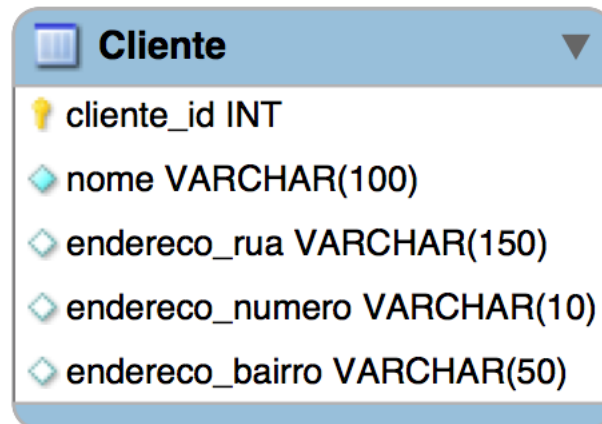 Cliente
cliente_id INT
nome VARCHAR(100)
endereco_rua VARCHAR(150)
endereco_numero VARCHAR(10)
endereco_bairro VARCHAR(50)